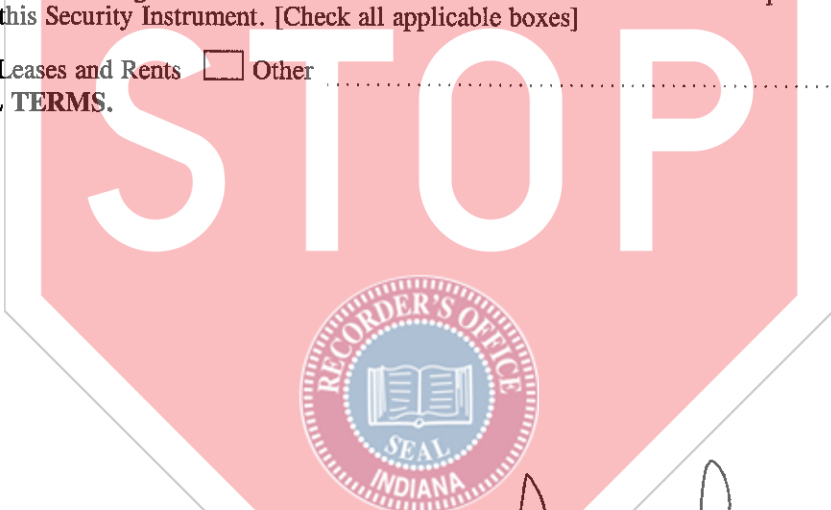 this Security Instrument. [Check all applicable boxes]
Leases and Rents Other
TERMS.
STOP
RECORDER'S OFFICE
SEAL
INDIANA